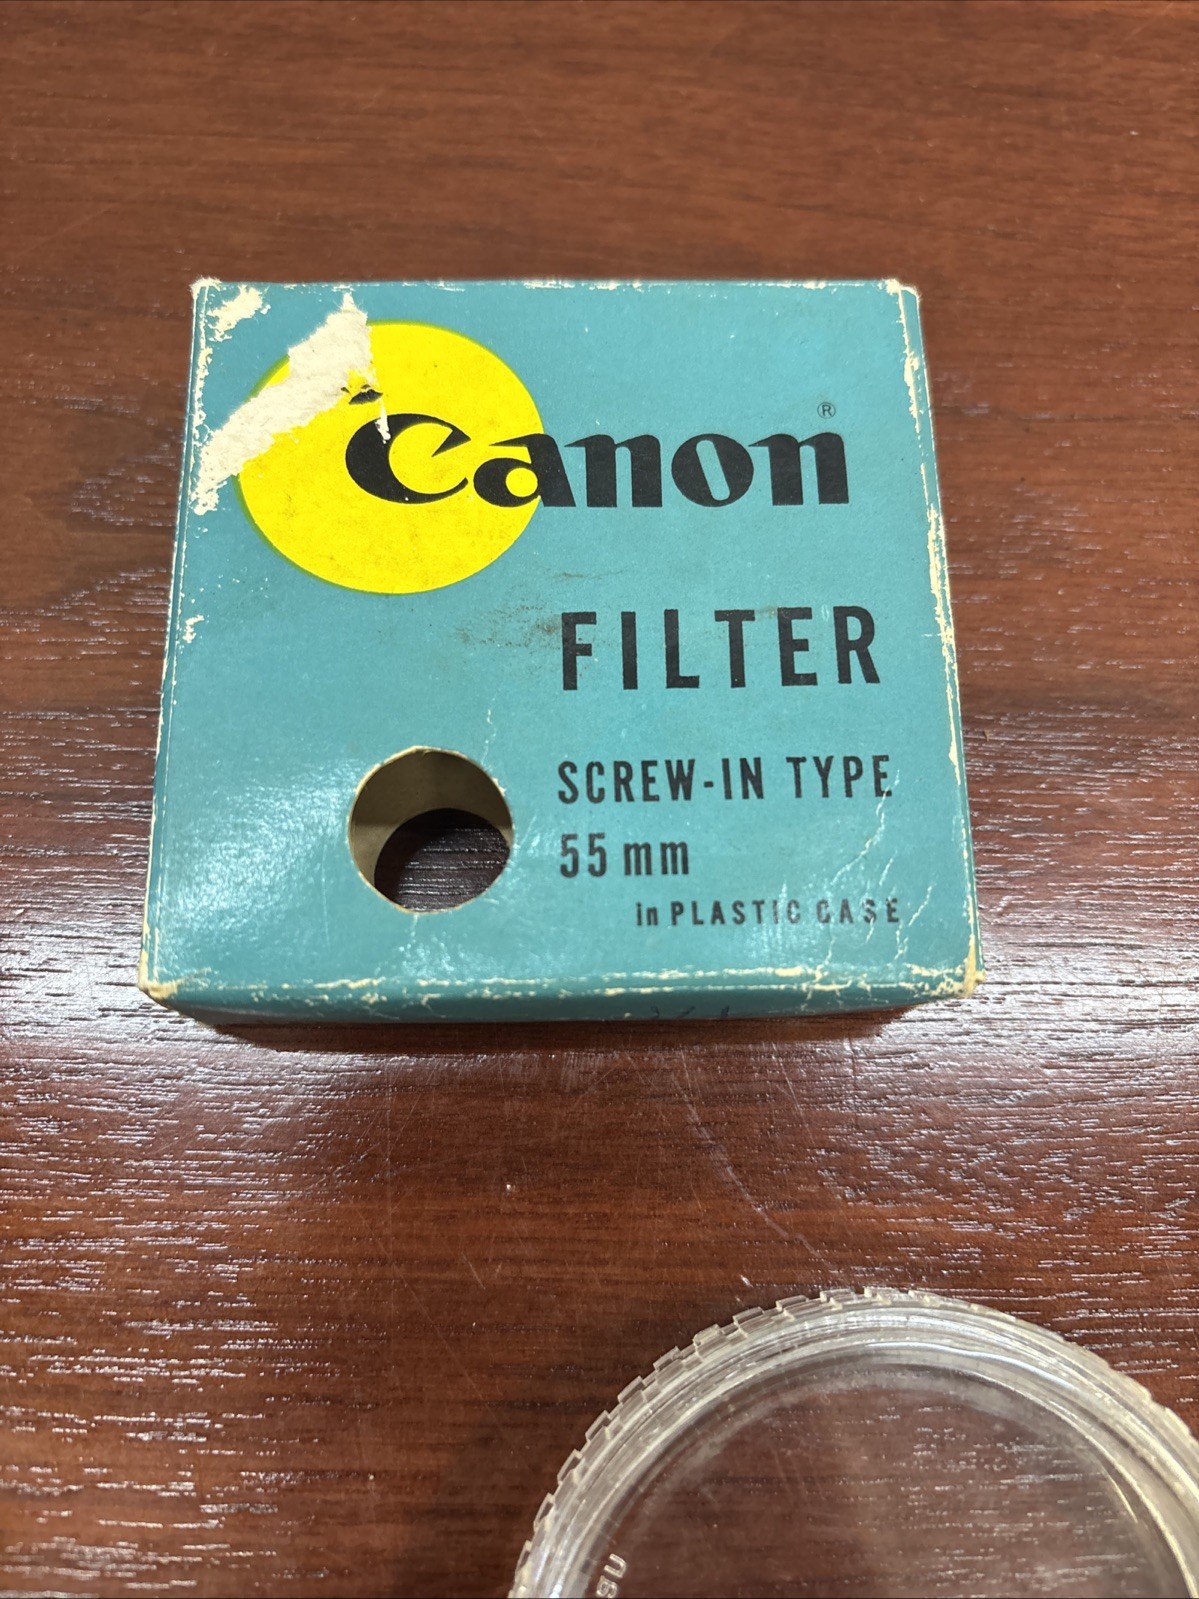 Canon®
FILTER
SCREW-IN TYPE
55 mm
in PLASTIC CASE